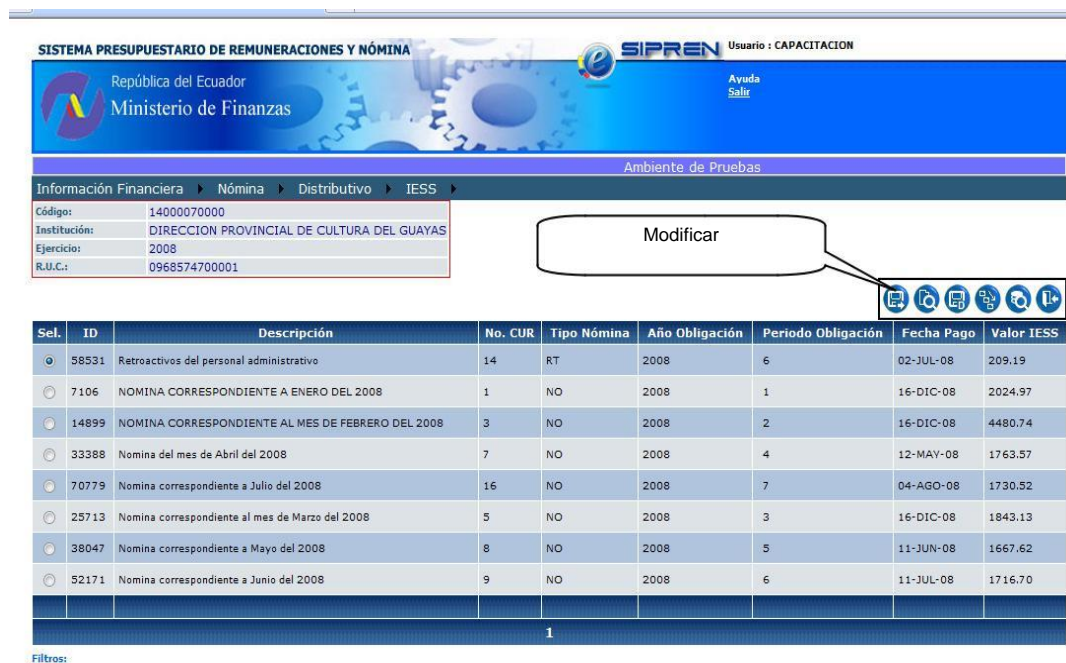 SISTEMA PRESUPUESTARIO DE REMUNERACIONES Y NÓMINA
SIPREN
Usuario : CAPACITACION
República del Ecuador
Ministerio de Finanzas
Ayuda
Salir
Ambiente de Pruebas
Información Financiera Nómina Distributivo IESS
Código: 14000070000
Institución: DIRECCION PROVINCIAL DE CULTURA DEL GUAYAS
Ejercicio: 2008
R.U.C.: 0968574700001
Modificar
Sel. ID Descripción No. CUR Tipo Nómina Año Obligación Periodo Obligación Fecha Pago Valor IESS
58531 Retroactivos del personal administrativo 14 RT 2008 6 02-JUL-08 209.19
7106 NOMINA CORRESPONDIENTE A ENERO DEL 2008 1 NO 2008 1 16-DIC-08 2024.97
14899 NOMINA CORRESPONDIENTE AL MES DE FEBRERO DEL 2008 3 NO 2008 2 16-DIC-08 4480.74
33388 Nomina del mes de Abril del 2008 7 NO 2008 4 12-MAY-08 1763.57
70779 Nomina correspondiente a Julio del 2008 16 NO 2008 7 04-AGO-08 1730.52
25713 Nomina correspondiente al mes de Marzo del 2008 5 NO 2008 3 16-DIC-08 1843.13
38047 Nomina correspondiente a Mayo del 2008 8 NO 2008 5 11-JUN-08 1667.62
52171 Nomina correspondiente a Junio del 2008 9 NO 2008 6 11-JUL-08 1716.70
1
Filtros: